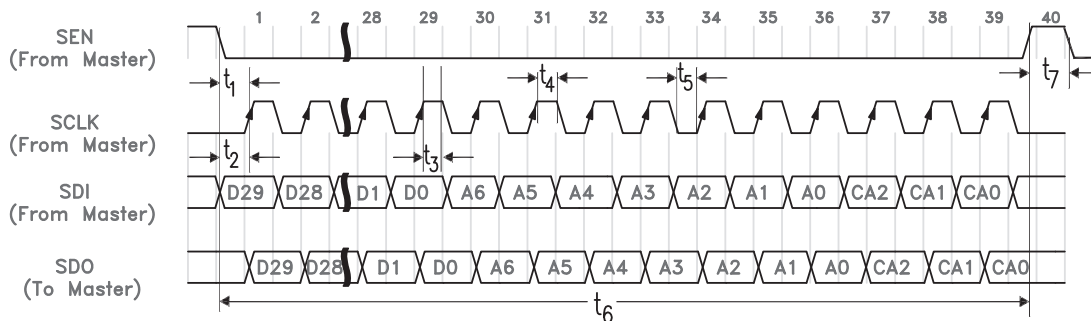 1 2 28 29 30 31 32 33 34 35 36 37 38 39 40
SEN
(From Master)
t1 t4 t5 t7
SCLK
(From Master)
t2 t3
SDI
(From Master)
D29 D28 D1 D0 A6 A5 A4 A3 A2 A1 A0 CA2 CA1 CA0
SDO
(To Master)
D29 D28 D1 D0 A6 A5 A4 A3 A2 A1 A0 CA2 CA1 CA0
t6